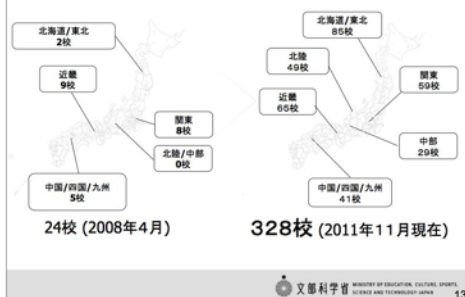 北海道/東北
2校
近畿
9校
関東
8校
北陸/中部
0校
中国/四国/九州
5校
24校 (2008年4月)
北海道/東北
85校
北陸
49校
関東
59校
近畿
65校
中部
29校
中国/四国/九州
41校
328校 (2011年11月現在)
文部科学省
MINISTRY OF EDUCATION, CULTURE, SPORTS,
SCIENCE AND TECHNOLOGY-JAPAN
13